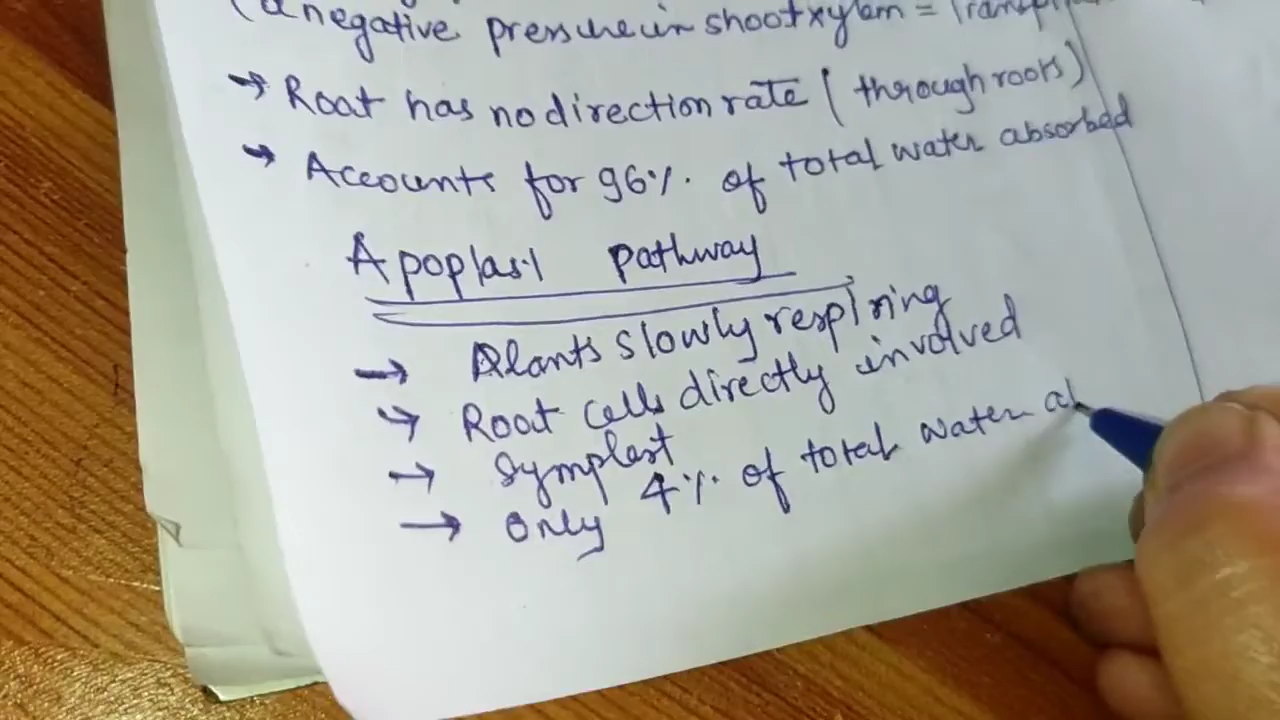 (a negative pressure in shoot xylem =
→ Root has no direction rate (through roots)
→ Accounts for 96% of total water absorbed
Apoplast pathway
→ Plants slowly respiring
→ Root cells directly involved
→ Symplast
→ Only 4% of total water ab